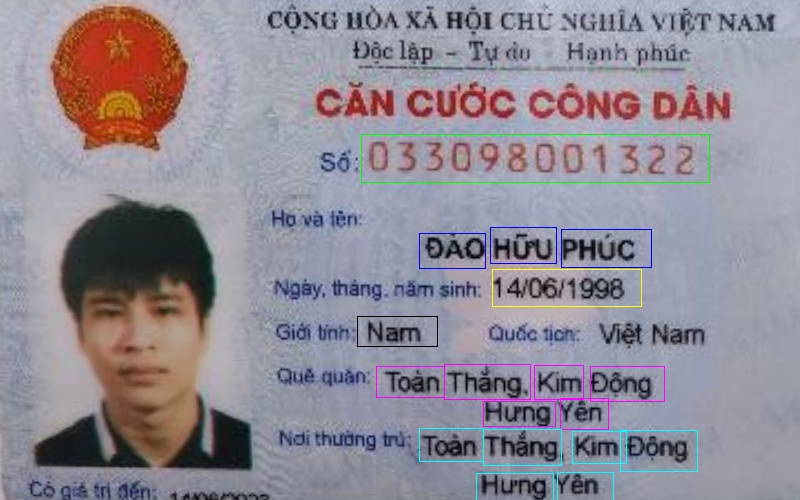 CỘNG HÒA XÃ HỘI CHỦ NGHĨA VIỆT NAM
Độc lập - Tự do - Hạnh phúc
CĂN CƯỚC CÔNG DÂN
Số: 033098001322
Họ và tên:
ĐÀO HỮU PHÚC
Ngày, tháng, năm sinh: 14/06/1998
Giới tính: Nam Quốc tịch: Việt Nam
Quê quán: Toàn Thắng, Kim Động
Hưng Yên
Nơi thường trú: Toàn Thắng, Kim Động
Hưng Yên
Có giá trị đến: 14/06/2023